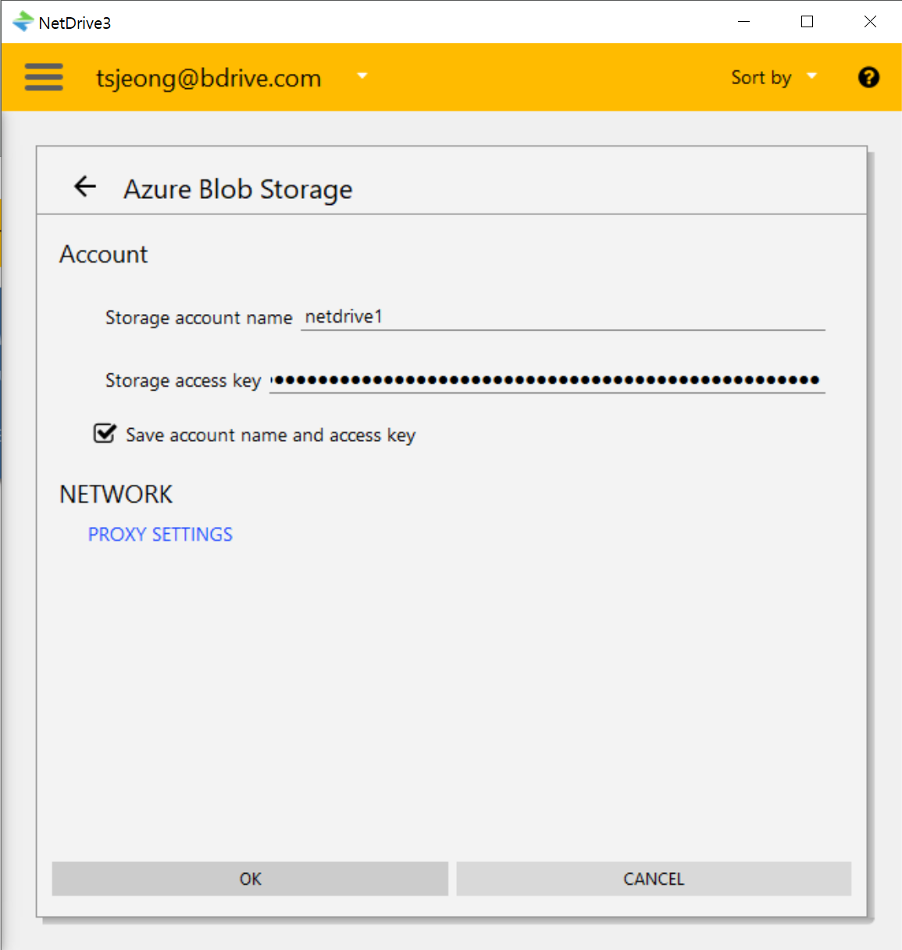 NetDrive3
tsjeong@bdrive.com Sort by ?
Azure Blob Storage
Account
Storage account name netdrive1
Storage access key ••••••••••••••••••••••••••••••••••••••••••••••••••
Save account name and access key
NETWORK
PROXY SETTINGS
OK CANCEL